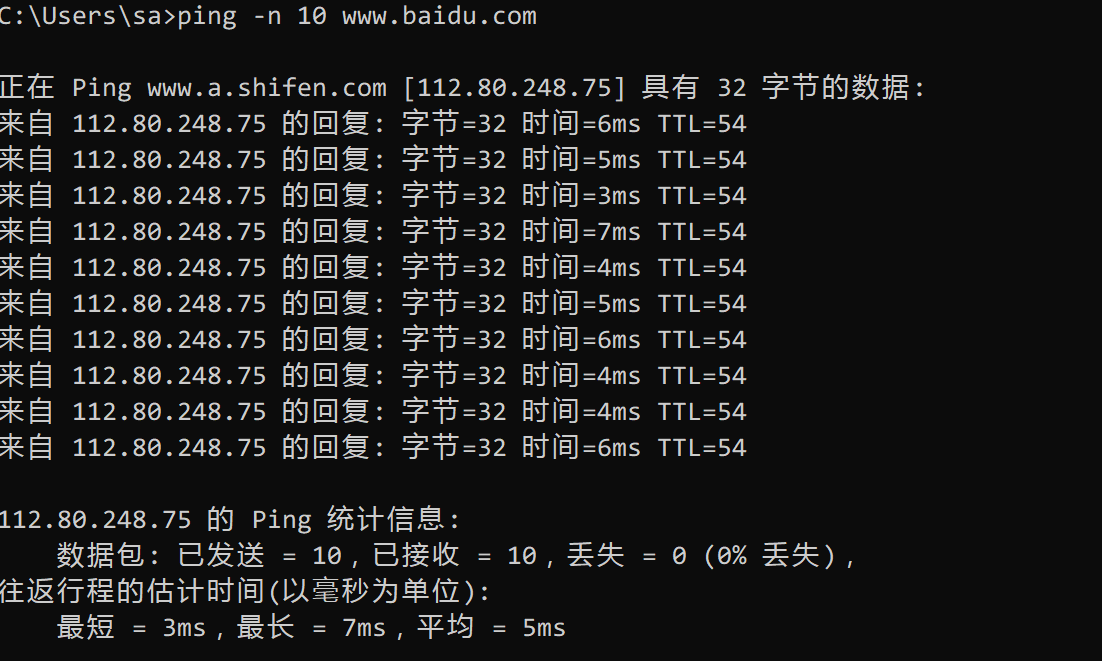 C:\Users\sa>ping -n 10 www.baidu.com
正在 Ping www.a.shifen.com [112.80.248.75] 具有 32 字节的数据:
来自 112.80.248.75 的回复: 字节=32 时间=6ms TTL=54
来自 112.80.248.75 的回复: 字节=32 时间=5ms TTL=54
来自 112.80.248.75 的回复: 字节=32 时间=3ms TTL=54
来自 112.80.248.75 的回复: 字节=32 时间=7ms TTL=54
来自 112.80.248.75 的回复: 字节=32 时间=4ms TTL=54
来自 112.80.248.75 的回复: 字节=32 时间=5ms TTL=54
来自 112.80.248.75 的回复: 字节=32 时间=6ms TTL=54
来自 112.80.248.75 的回复: 字节=32 时间=4ms TTL=54
来自 112.80.248.75 的回复: 字节=32 时间=4ms TTL=54
来自 112.80.248.75 的回复: 字节=32 时间=6ms TTL=54
112.80.248.75 的 Ping 统计信息:
数据包: 已发送 = 10，已接收 = 10，丢失 = 0 (0% 丢失)，
往返行程的估计时间(以毫秒为单位):
最短 = 3ms，最长 = 7ms，平均 = 5ms